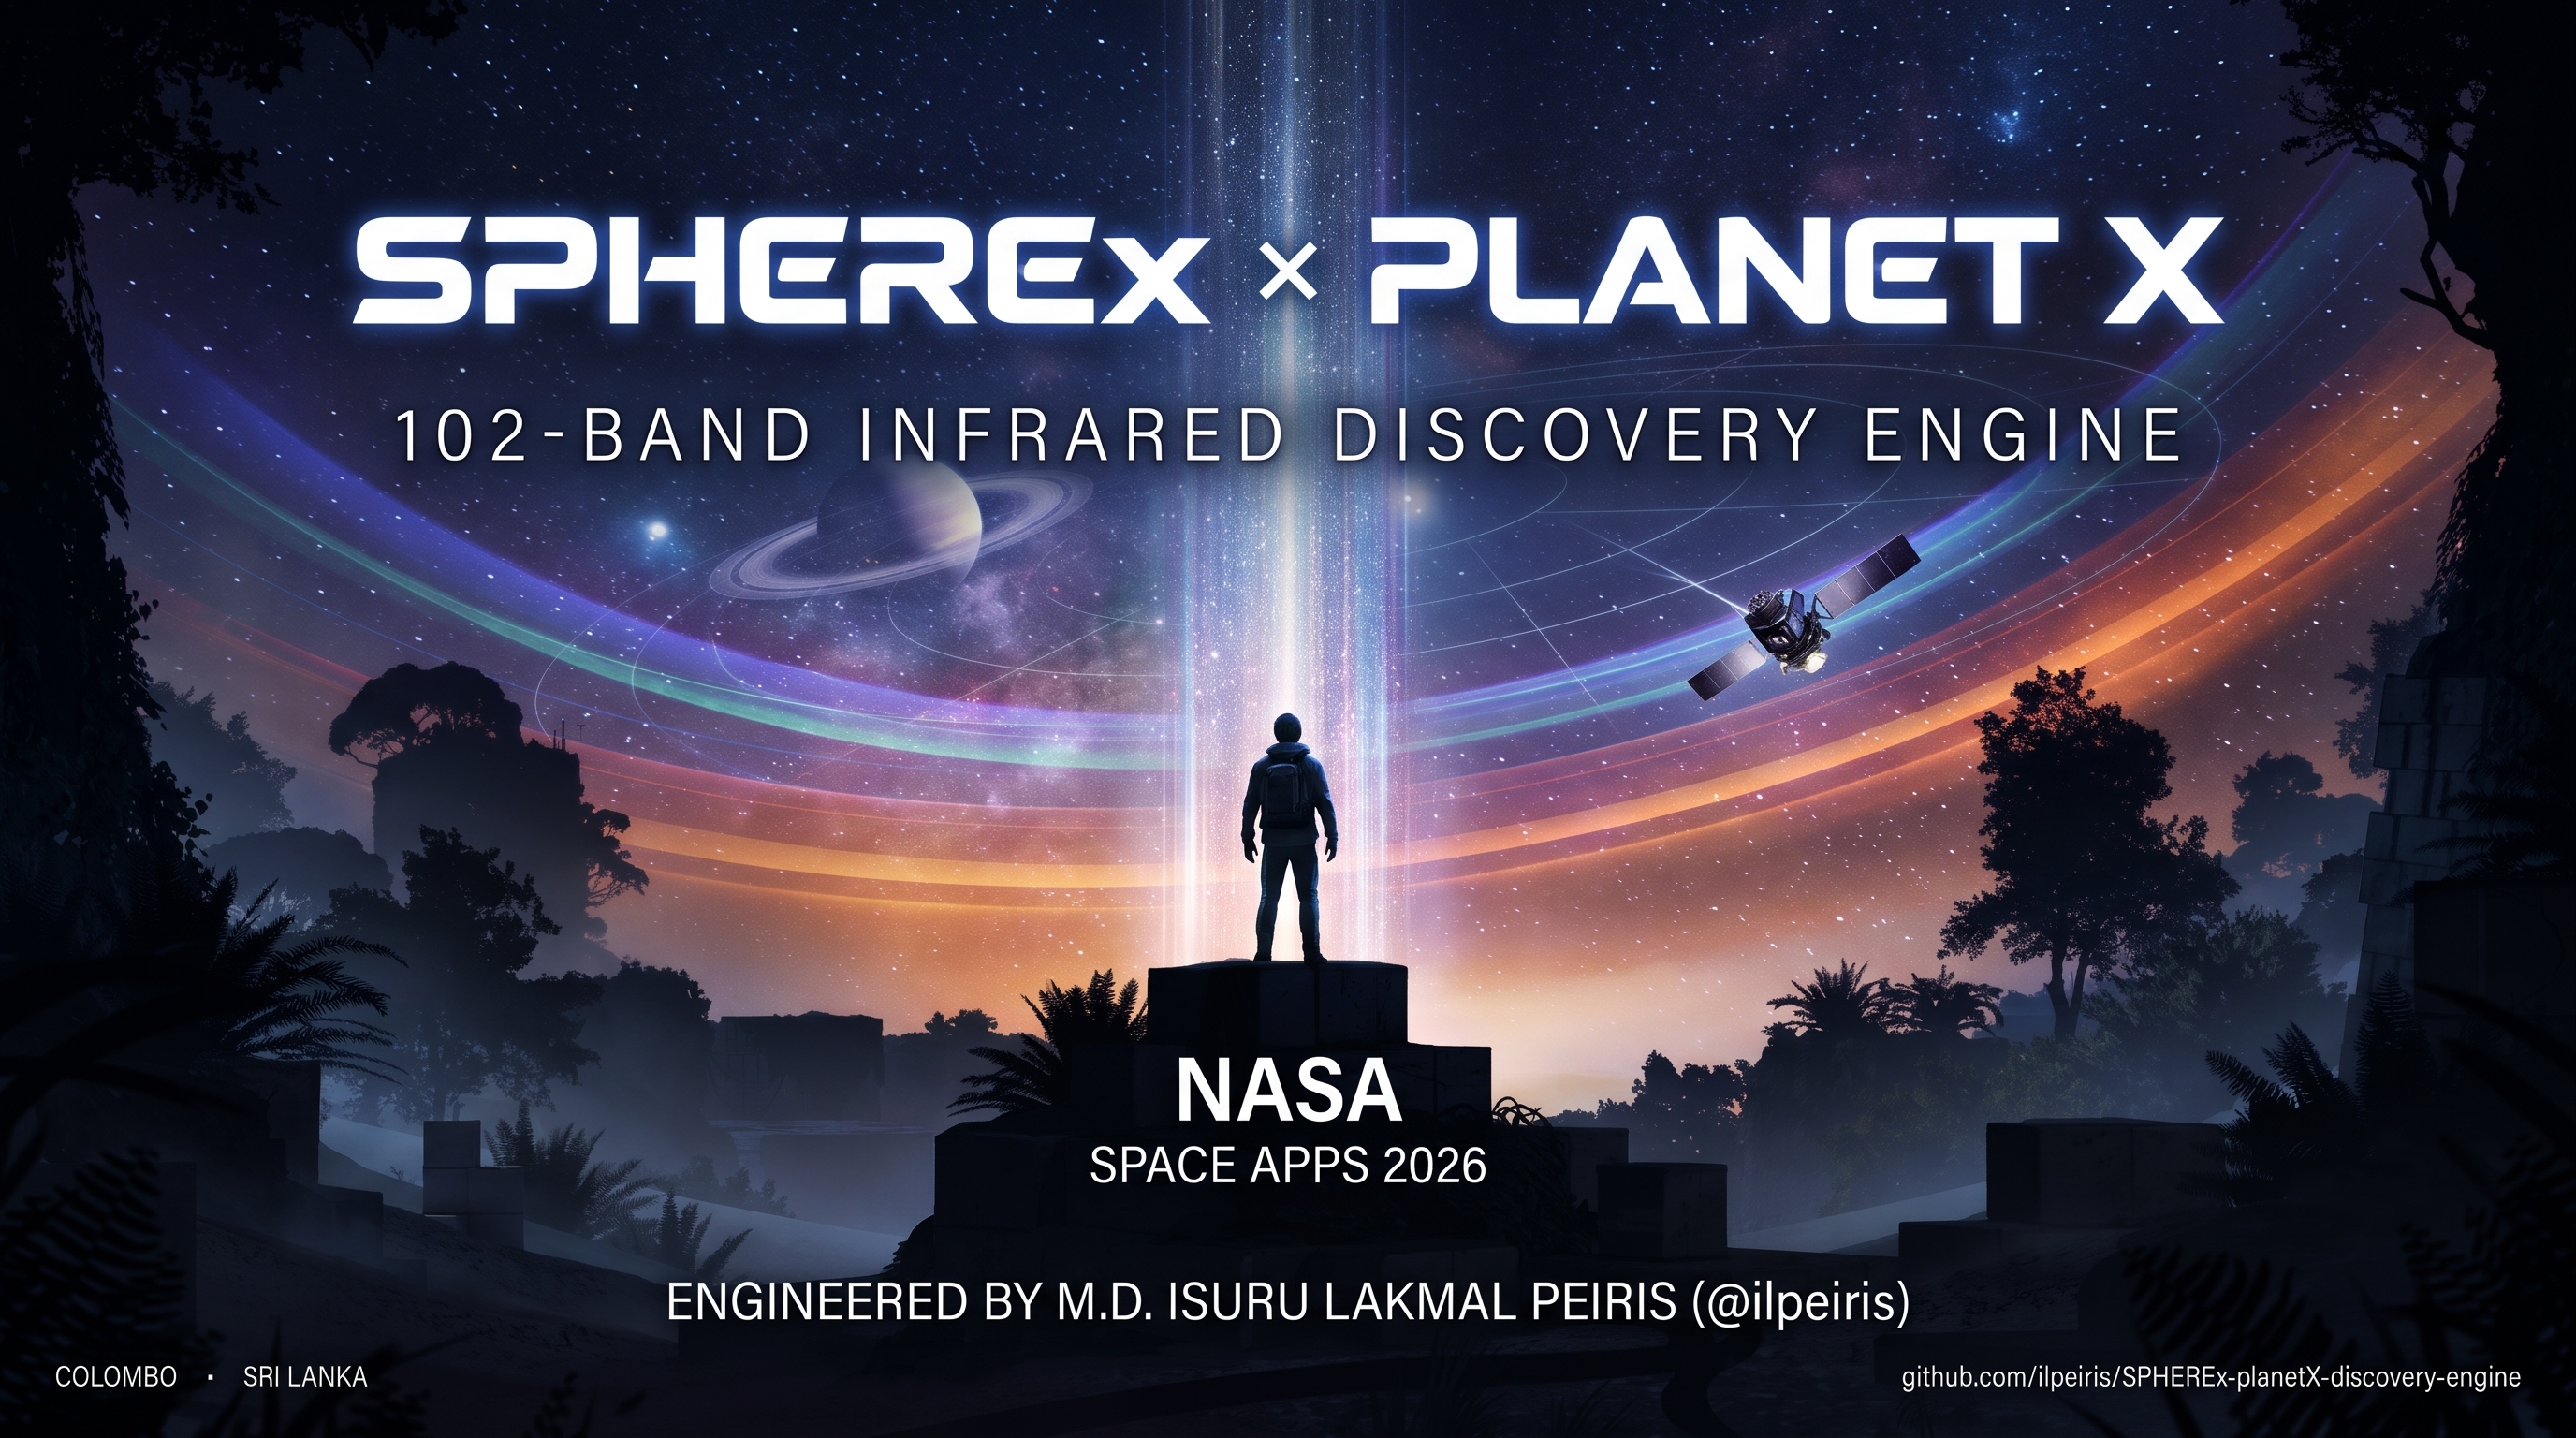 SPHEREx × PLANET X
102-BAND INFRARED DISCOVERY ENGINE
NASA
SPACE APPS 2026
ENGINEERED BY M.D. ISURU LAKMAL PEIRIS (@ilpeiris)
COLOMBO · SRI LANKA
github.com/ilpeiris/SPHEREx-planetX-discovery-engine